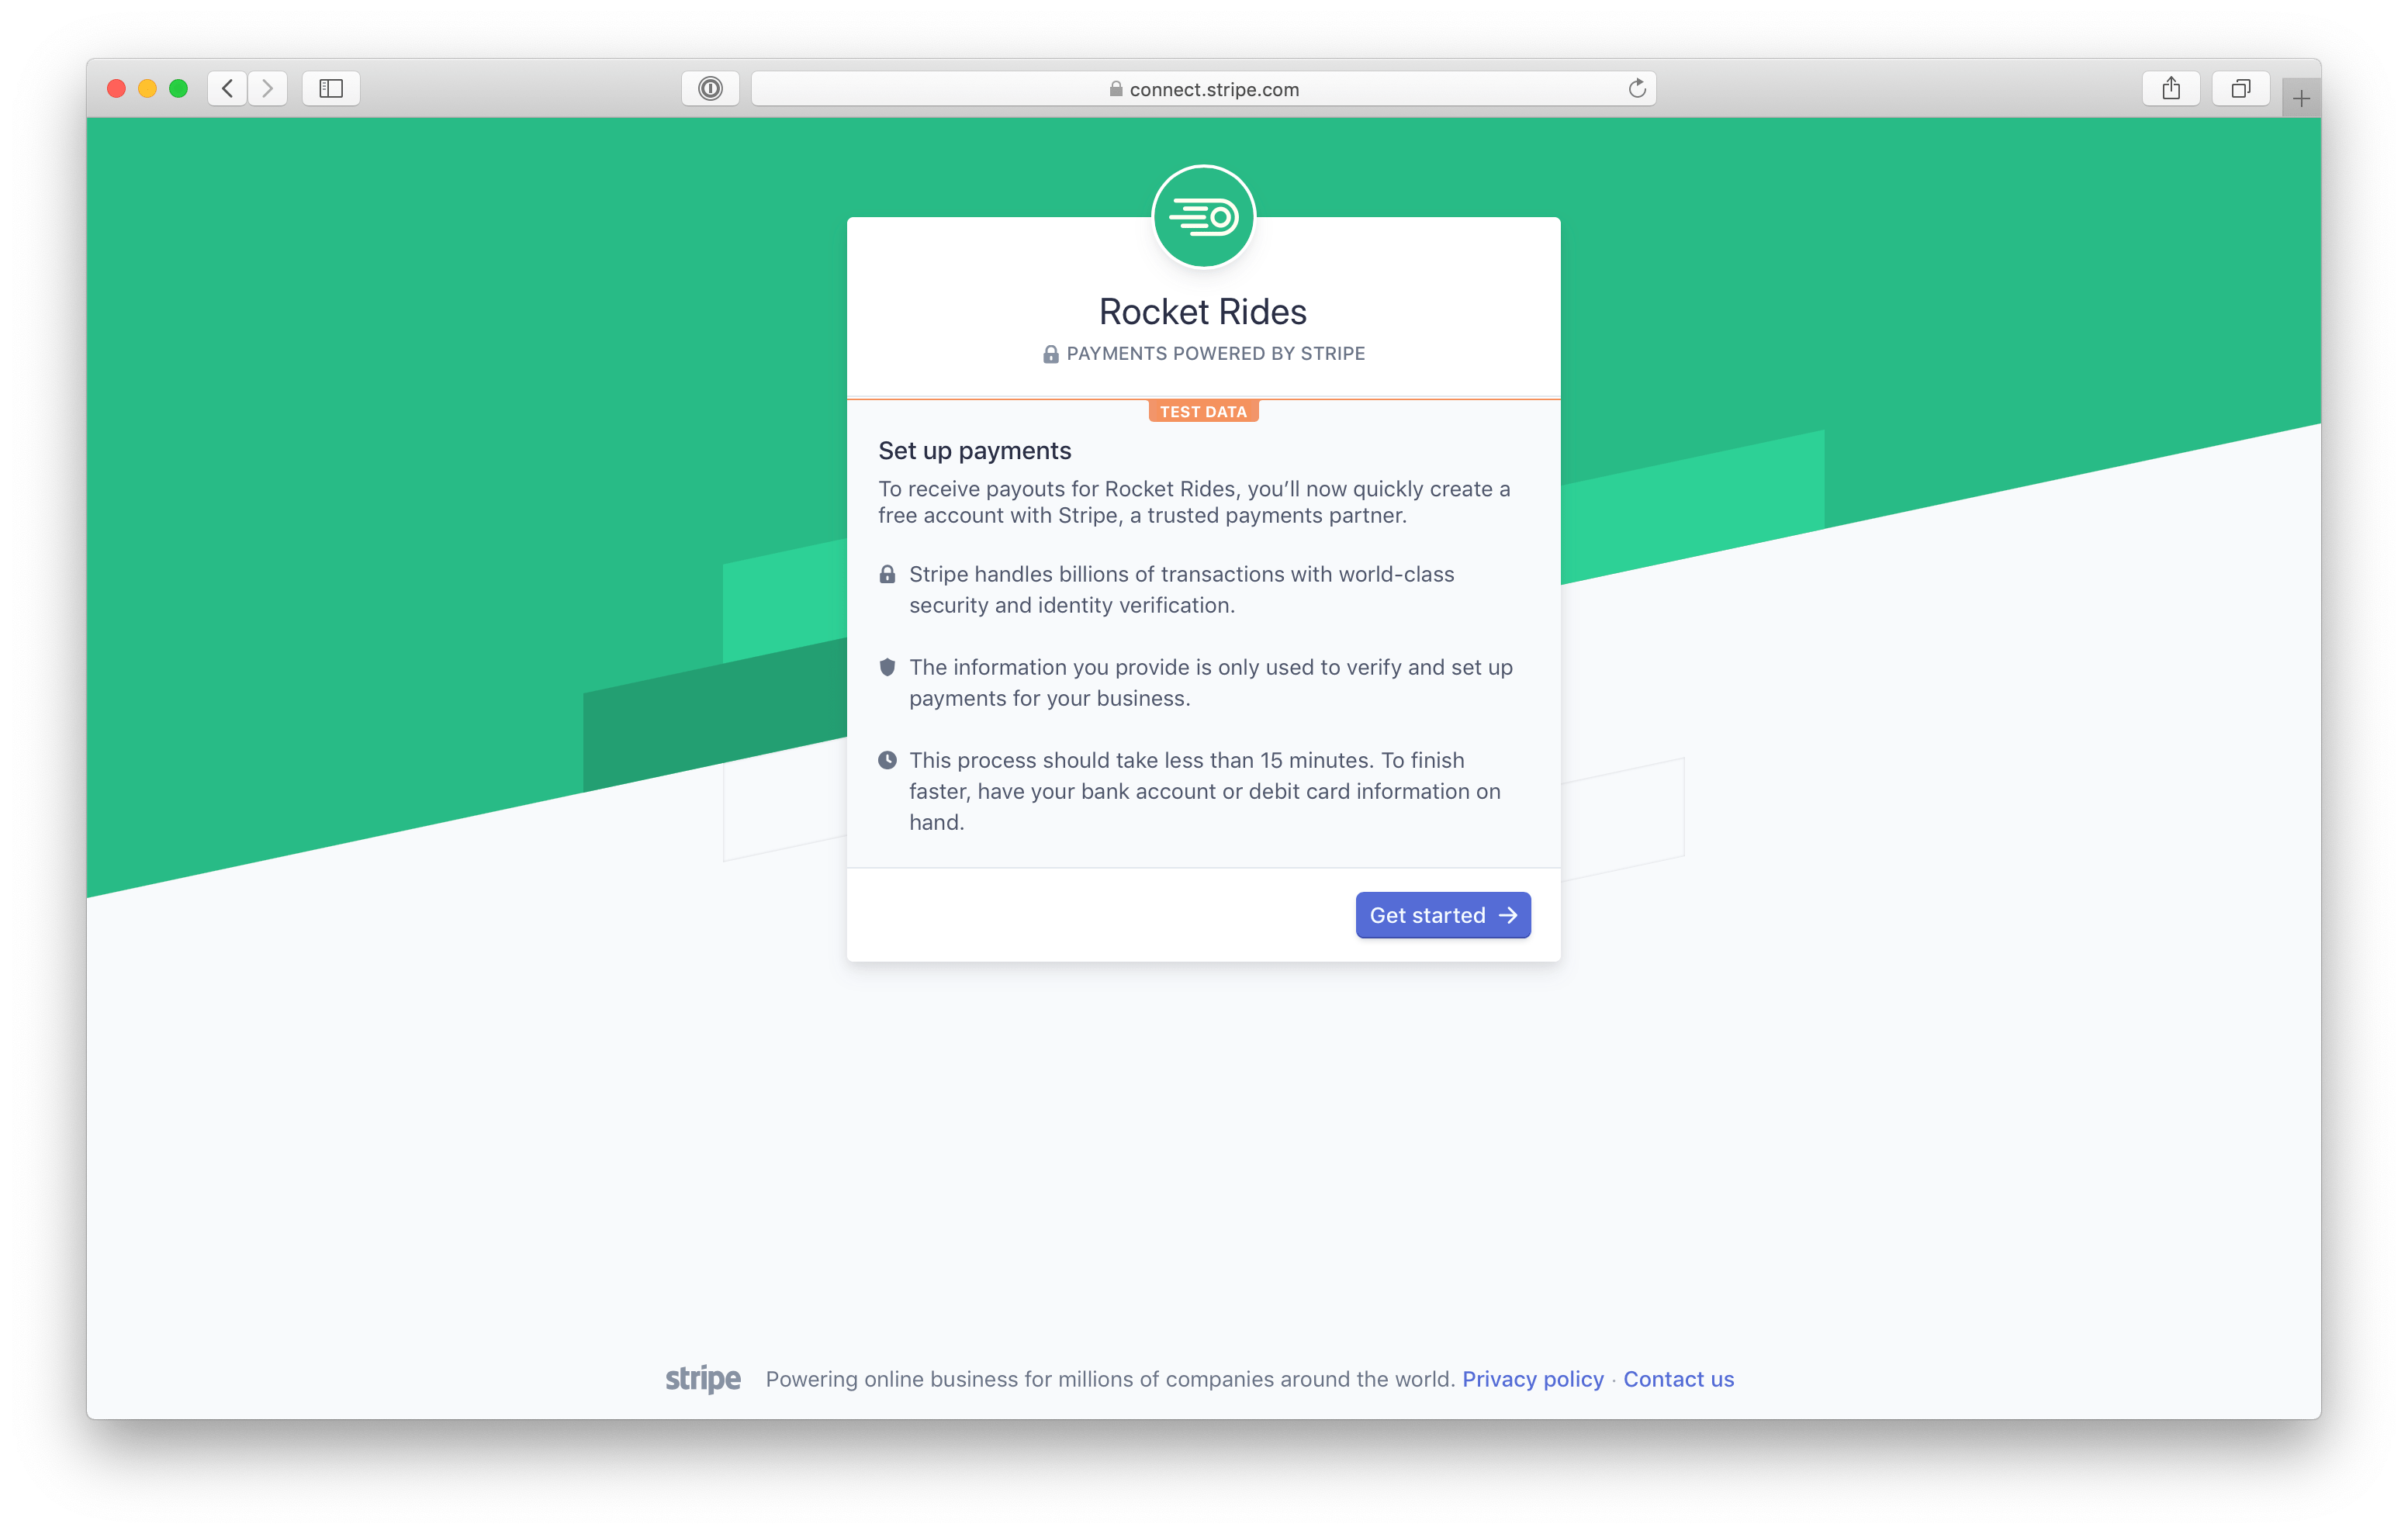 connect.stripe.com
Rocket Rides
PAYMENTS POWERED BY STRIPE
TEST DATA
Set up payments
To receive payouts for Rocket Rides, you’ll now quickly create a
free account with Stripe, a trusted payments partner.
Stripe handles billions of transactions with world-class
security and identity verification.
The information you provide is only used to verify and set up
payments for your business.
This process should take less than 15 minutes. To finish
faster, have your bank account or debit card information on
hand.
Get started →
stripe Powering online business for millions of companies around the world. Privacy policy · Contact us